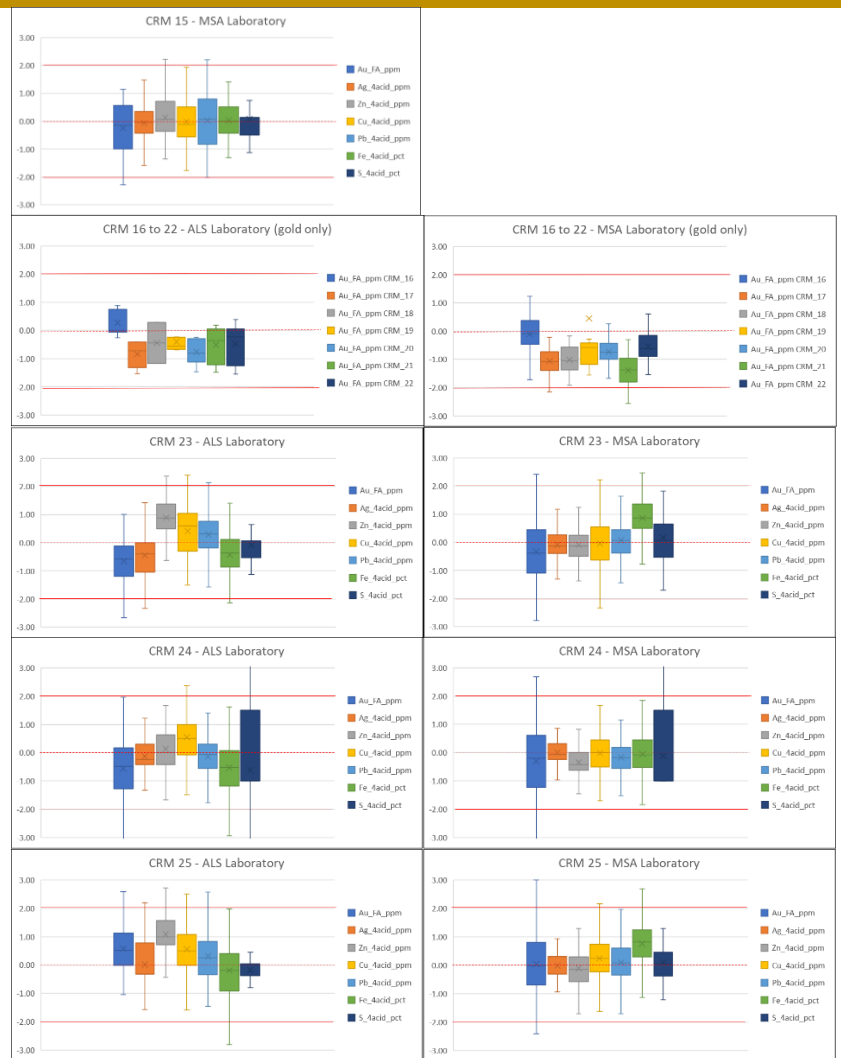 CRM 15 - MSA Laboratory
3.00
2.00
1.00
0.00
-1.00
-2.00
-3.00
Au_FA_ppm
Ag_4acid_ppm
Zn_4acid_ppm
Cu_4acid_ppm
Pb_4acid_ppm
Fe_4acid_pct
S_4acid_pct
CRM 16 to 22 - ALS Laboratory (gold only)
3.00
2.00
1.00
0.00
-1.00
-2.00
-3.00
Au_FA_ppm CRM_16
Au_FA_ppm CRM_17
Au_FA_ppm CRM_18
Au_FA_ppm CRM_19
Au_FA_ppm CRM_20
Au_FA_ppm CRM_21
Au_FA_ppm CRM_22
CRM 16 to 22 - MSA Laboratory (gold only)
3.00
2.00
1.00
0.00
-1.00
-2.00
-3.00
Au_FA_ppm CRM_16
Au_FA_ppm CRM_17
Au_FA_ppm CRM_18
Au_FA_ppm CRM_19
Au_FA_ppm CRM_20
Au_FA_ppm CRM_21
Au_FA_ppm CRM_22
CRM 23 - ALS Laboratory
3.00
2.00
1.00
0.00
-1.00
-2.00
-3.00
Au_FA_ppm
Ag_4acid_ppm
Zn_4acid_ppm
Cu_4acid_ppm
Pb_4acid_ppm
Fe_4acid_pct
S_4acid_pct
CRM 23 - MSA Laboratory
3.00
2.00
1.00
0.00
-1.00
-2.00
-3.00
Au_FA_ppm
Ag_4acid_ppm
Zn_4acid_ppm
Cu_4acid_ppm
Pb_4acid_ppm
Fe_4acid_pct
S_4acid_pct
CRM 24 - ALS Laboratory
3.00
2.00
1.00
0.00
-1.00
-2.00
3.00
Au_FA_ppm
Ag_4acid_ppm
Zn_4acid_ppm
Cu_4acid_ppm
Pb_4acid_ppm
Fe_4acid_pct
S_4acid_pct
CRM 24 - MSA Laboratory
3.00
2.00
1.00
0.00
-1.00
-2.00
3.00
Au_FA_ppm
Ag_4acid_ppm
Zn_4acid_ppm
Cu_4acid_ppm
Pb_4acid_ppm
Fe_4acid_pct
S_4acid_pct
CRM 25 - ALS Laboratory
3.00
2.00
1.00
0.00
-1.00
-2.00
-3.00
Au_FA_ppm
Ag_4acid_ppm
Zn_4acid_ppm
Cu_4acid_ppm
Pb_4acid_ppm
Fe_4acid_pct
S_4acid_pct
CRM 25 - MSA Laboratory
3.00
2.00
1.00
0.00
-1.00
-2.00
-3.00
Au_FA_ppm
Ag_4acid_ppm
Zn_4acid_ppm
Cu_4acid_ppm
Pb_4acid_ppm
Fe_4acid_pct
S_4acid_pct